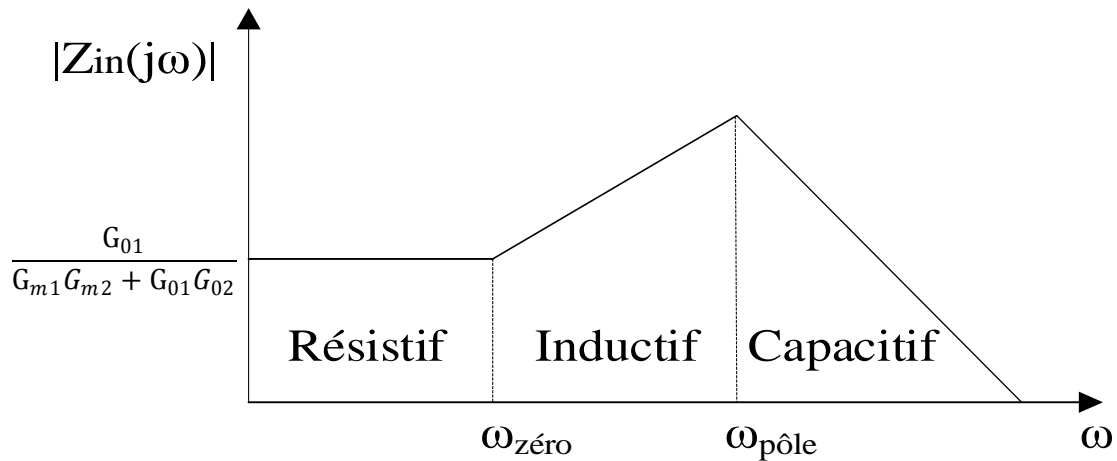 |Zin(jω)|
G₀₁
Gₘ₁Gₘ₂ + G₀₁G₀₂
Résistif Inductif Capacitif
ωzéro ωpôle ω